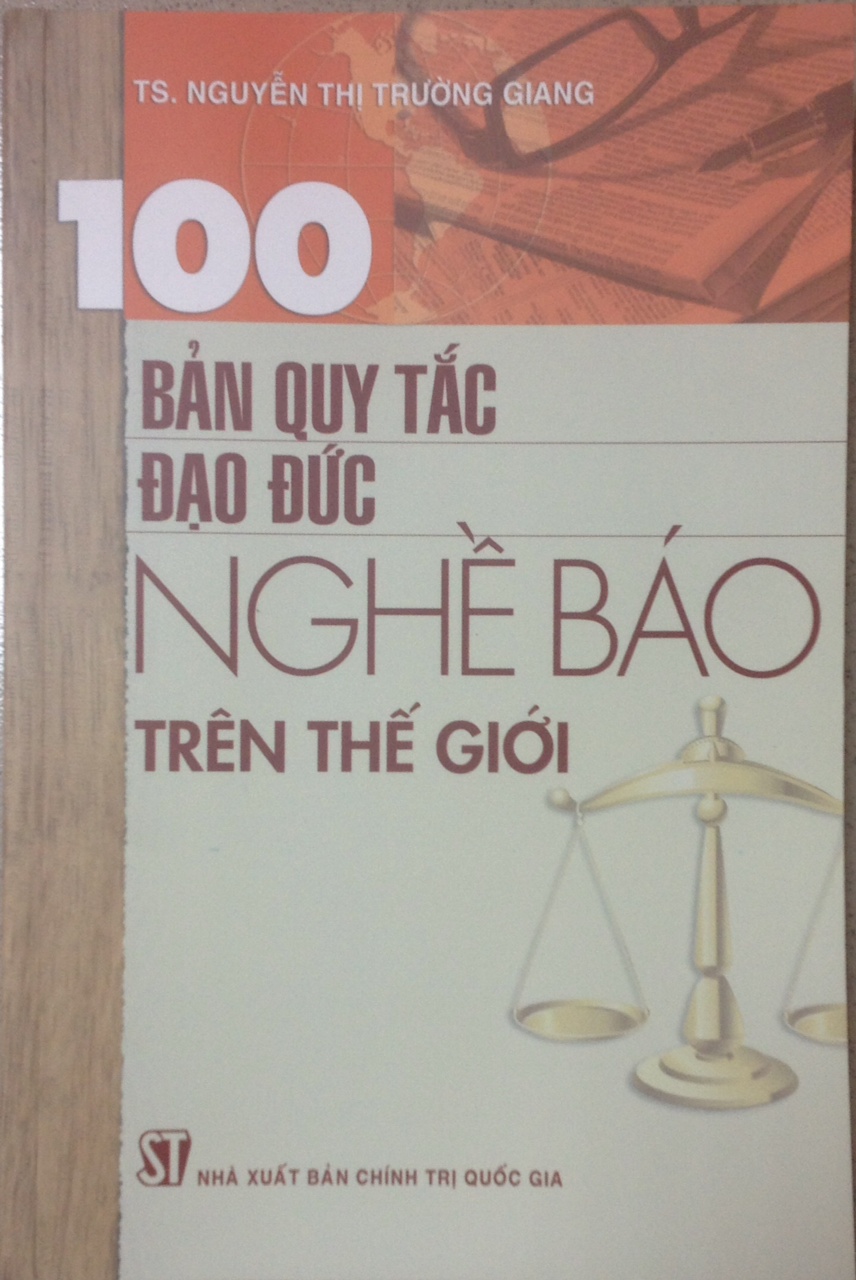 TS. NGUYỄN THỊ TRƯỜNG GIANG
100
BẢN QUY TẮC
ĐẠO ĐỨC
NGHỀ BÁO
TRÊN THẾ GIỚI
ST NHÀ XUẤT BẢN CHÍNH TRỊ QUỐC GIA